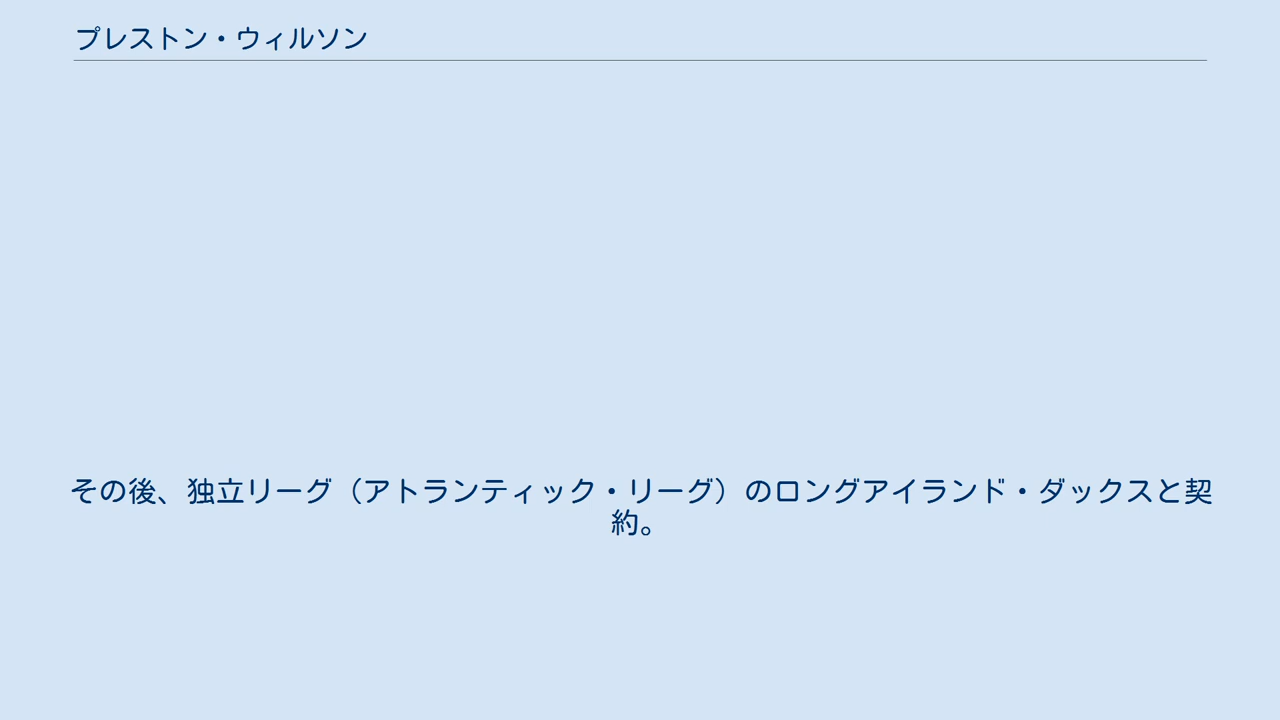 プレストン・ウィルソン
その後、独立リーグ（アトランティック・リーグ）のロングアイランド・ダックスと契
約。